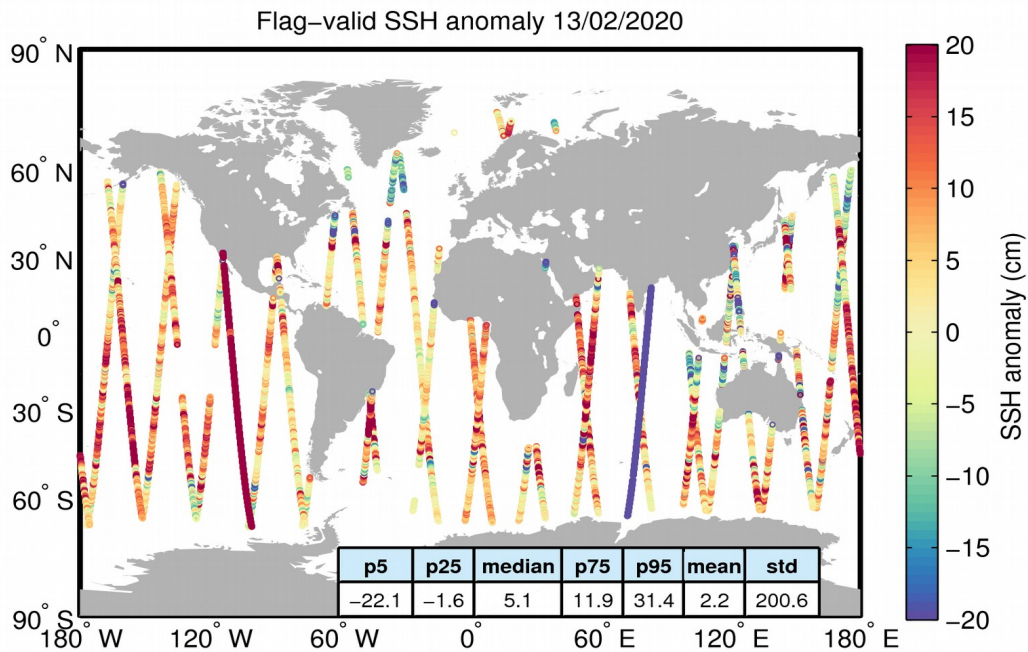 Flag−valid SSH anomaly 13/02/2020
90° N
60° N
30° N
0°
30° S
60° S
90° S
180° W
120° W
60° W
0°
60° E
120° E
180° E
p5 p25 median p75 p95 mean std
−22.1 −1.6 5.1 11.9 31.4 2.2 200.6
20
15
10
5
0
−5
−10
−15
−20
SSH anomaly (cm)